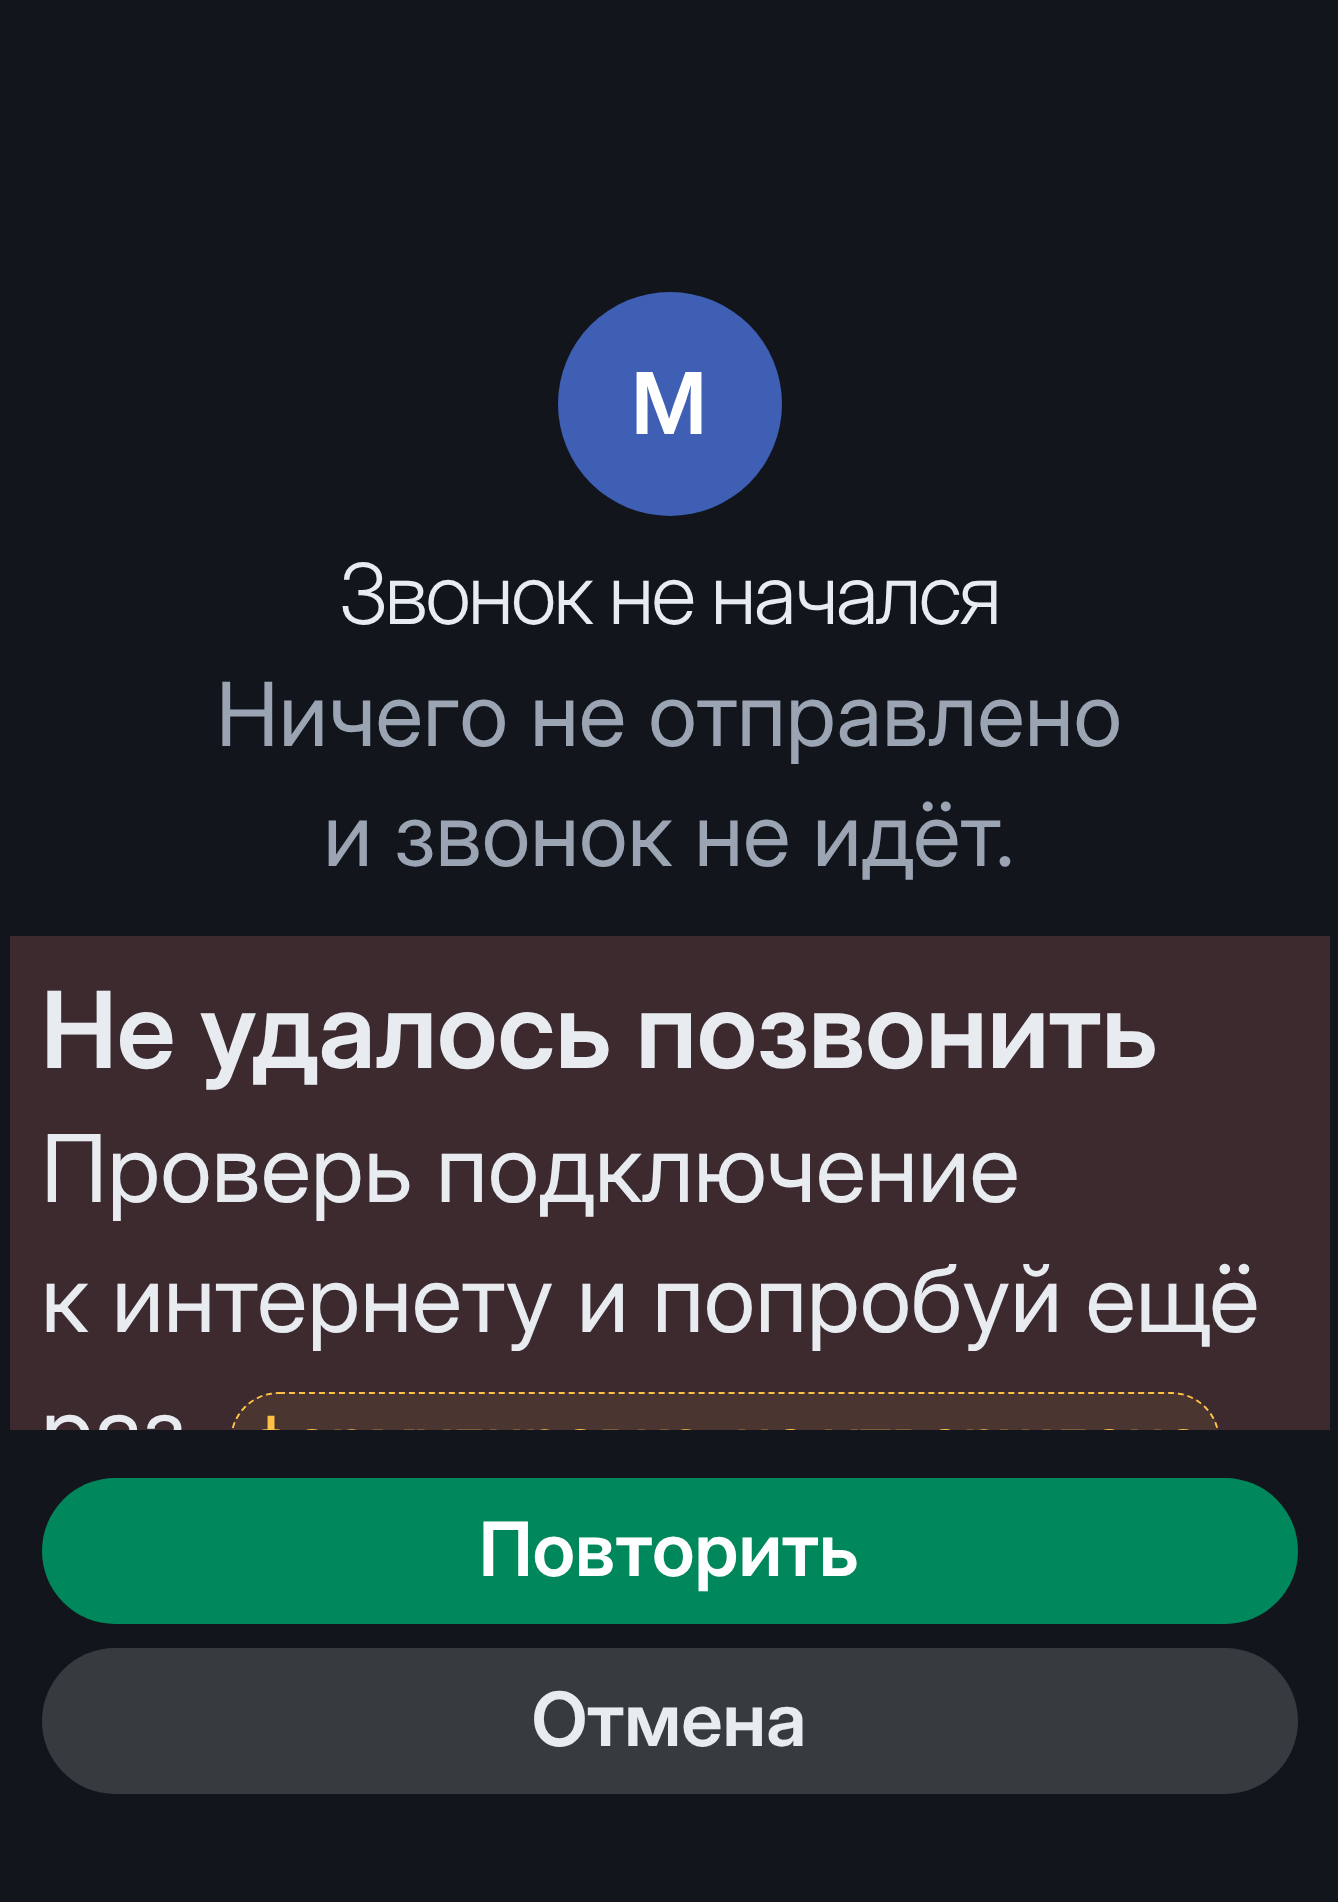 М
Звонок не начался
Ничего не отправлено
и звонок не идёт.
Не удалось позвонить
Проверь подключение
к интернету и попробуй ещё
раз
Повторить
Отмена